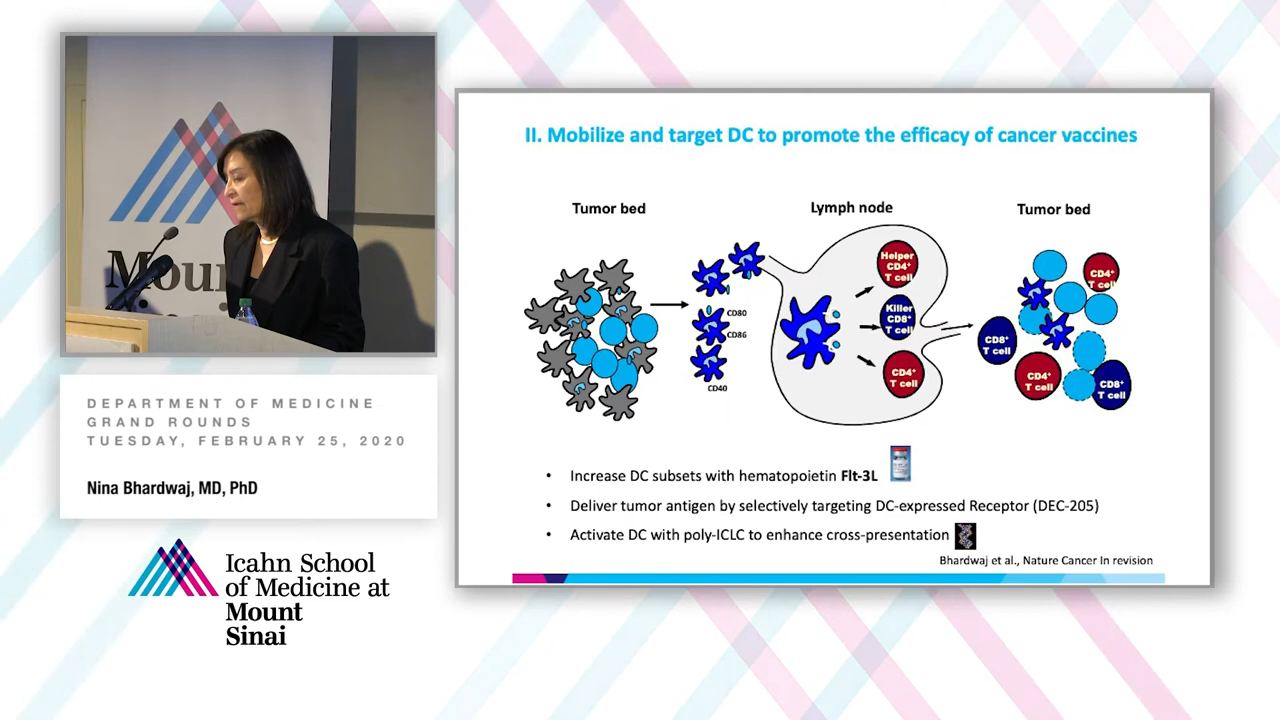 Moun
DEPARTMENT OF MEDICINE
GRAND ROUNDS
TUESDAY, FEBRUARY 25, 2020
Nina Bhardwaj, MD, PhD
Icahn School
of Medicine at
Mount
Sinai
II. Mobilize and target DC to promote the efficacy of cancer vaccines
Tumor bed
Lymph node
Tumor bed
CD80
CD86
CD40
Helper
CD4+
T cell
Killer
CD8+
T cell
CD4+
T cell
CD4+
T cell
CD8+
T cell
CD4+
T cell
CD8+
T cell
• Increase DC subsets with hematopoietin Flt-3L
• Deliver tumor antigen by selectively targeting DC-expressed Receptor (DEC-205)
• Activate DC with poly-ICLC to enhance cross-presentation
Bhardwaj et al., Nature Cancer In revision